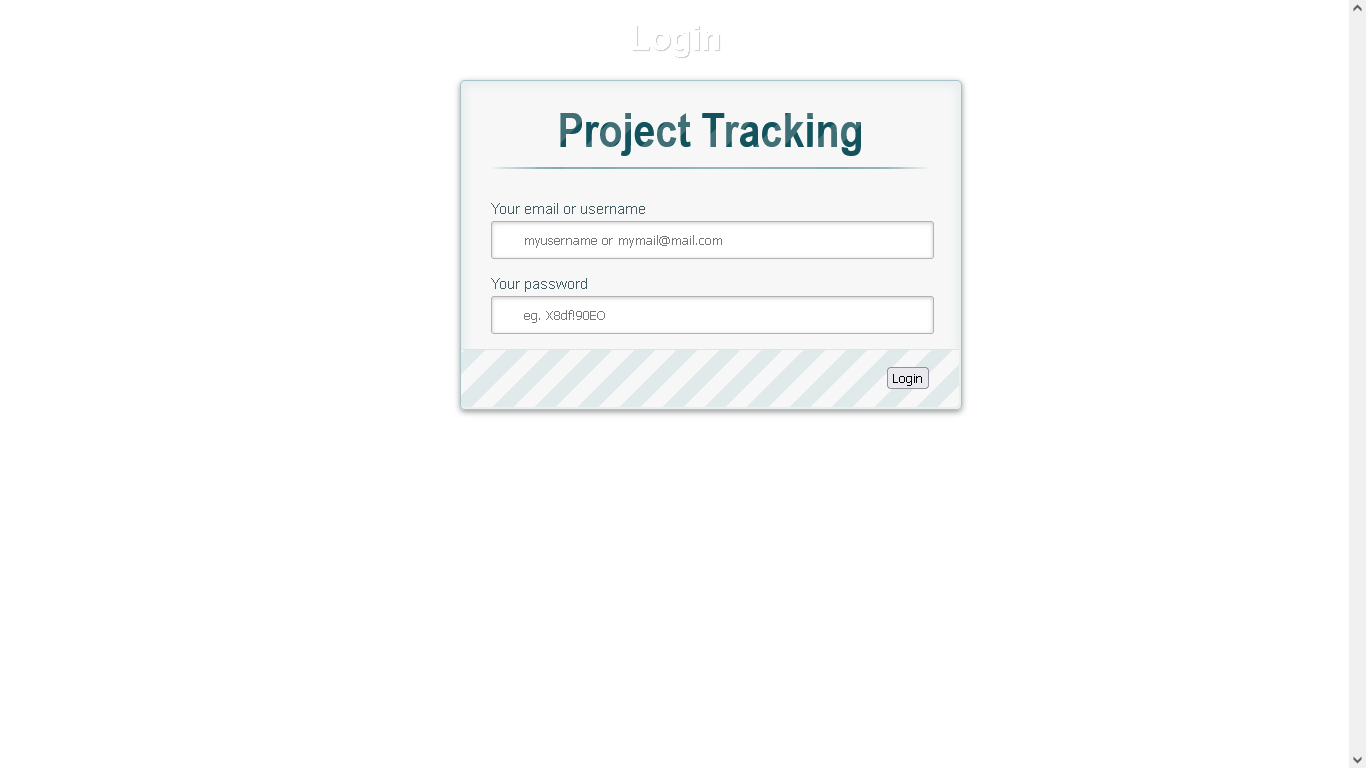 Login
Project Tracking
Your email or username
myusername or mymail@mail.com
Your password
eg. X8df!90EO
Login